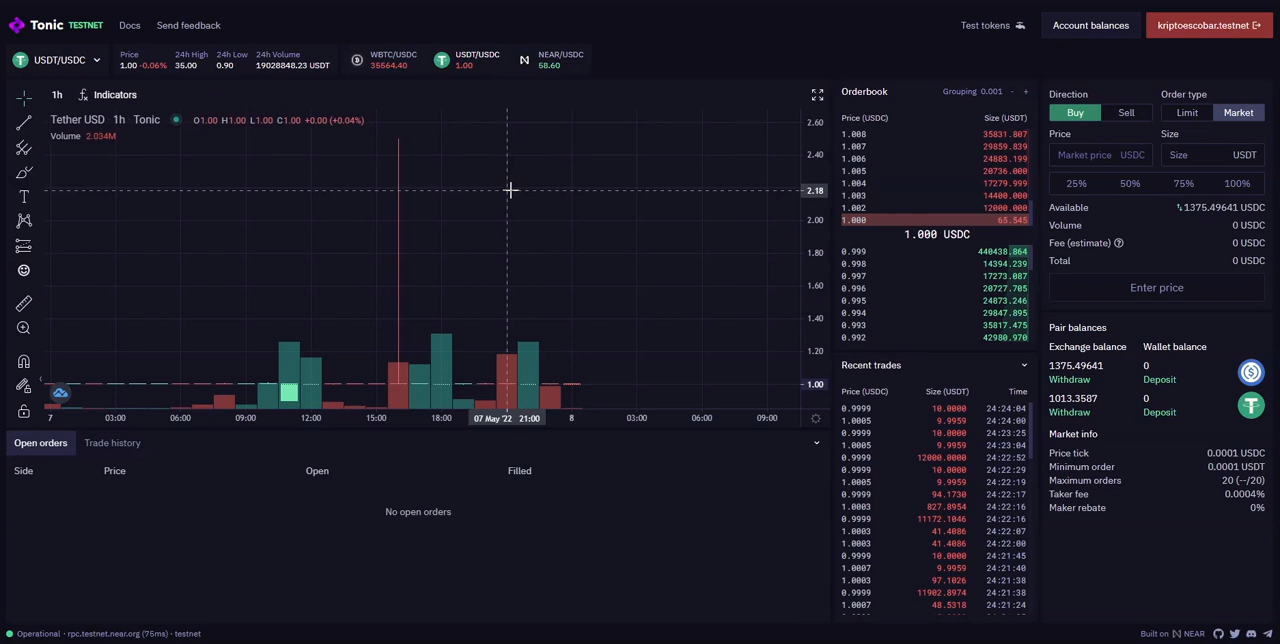 Tonic TESTNET Docs Send feedback Test tokens Account balances kriptoescobar.testnet
USDT/USDC
Price 24h High 24h Low 24h Volume
1.00 -0.06% 35.00 0.90 19028848.23 USDT
WBTC/USDC USDT/USDC NEAR/USDC
35564.40 1.00 58.60
1h Indicators
Tether USD 1h Tonic O1.00 H1.00 L1.00 C1.00 +0.00 (+0.04%)
Volume 2.034M
2.60
2.40
2.18
2.00
1.80
1.60
1.40
1.20
1.00
7 03:00 06:00 09:00 12:00 15:00 18:00 07 May '22 21:00 8 03:00 06:00 09:00
Open orders Trade history
Side Price Open Filled
No open orders
Orderbook Grouping 0.001 - +
Price (USDC) Size (USDT)
1.008 35831.807
1.007 29859.839
1.006 24883.199
1.005 20736.000
1.004 17279.999
1.003 14400.000
1.002 12000.000
1.000 65.545
1.000 USDC
0.999 440438.864
0.998 14394.239
0.997 17273.087
0.996 20727.705
0.995 24873.246
0.994 29847.895
0.993 35817.475
0.992 42980.970
Recent trades
Price (USDC) Size (USDT) Time
0.9999 10.0000 24:24:04
1.0005 9.9959 24:24:00
0.9999 10.0000 24:23:25
1.0005 9.9959 24:23:04
0.9999 12000.0000 24:22:52
0.9999 10.0000 24:22:29
1.0005 9.9959 24:22:19
0.9999 94.1730 24:22:17
1.0003 827.8954 24:22:16
0.9999 11172.1046 24:22:16
1.0003 41.4086 24:22:07
1.0003 41.4086 24:22:00
0.9999 10.0000 24:21:45
1.0007 9.9959 24:21:40
1.0003 97.1026 24:21:38
0.9999 11902.8974 24:21:38
1.0007 48.5318 24:21:24
Direction Order type
Buy Sell Limit Market
Price Size
Market price USDC Size USDT
25% 50% 75% 100%
Available 1375.49641 USDC
Volume 0 USDC
Fee (estimate) 0 USDC
Total 0 USDC
Enter price
Pair balances
Exchange balance Wallet balance
1375.49641 0
Withdraw Deposit
1013.3587 0
Withdraw Deposit
Market info
Price tick 0.0001 USDC
Minimum order 0.0001 USDT
Maximum orders 20 (--/20)
Taker fee 0.0004%
Maker rebate 0%
Operational · rpc.testnet.near.org (75ms) · testnet
Built on NEAR